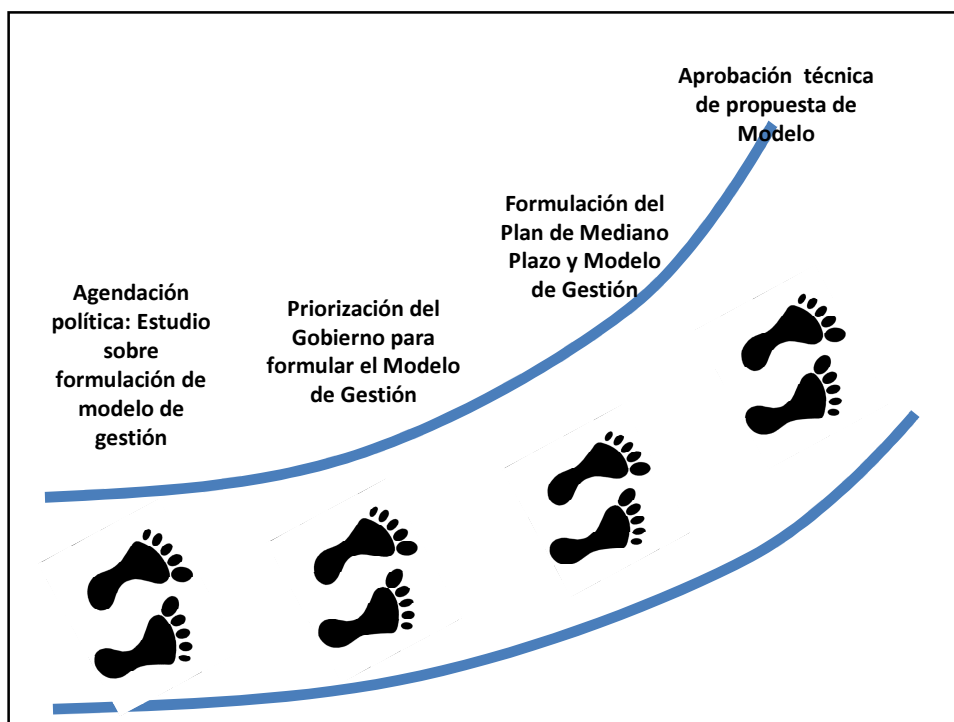 Agendación
política: Estudio
sobre
formulación de
modelo de
gestión
Priorización del
Gobierno para
formular el Modelo
de Gestión
Formulación del
Plan de Mediano
Plazo y Modelo
de Gestión
Aprobación técnica
de propuesta de
Modelo